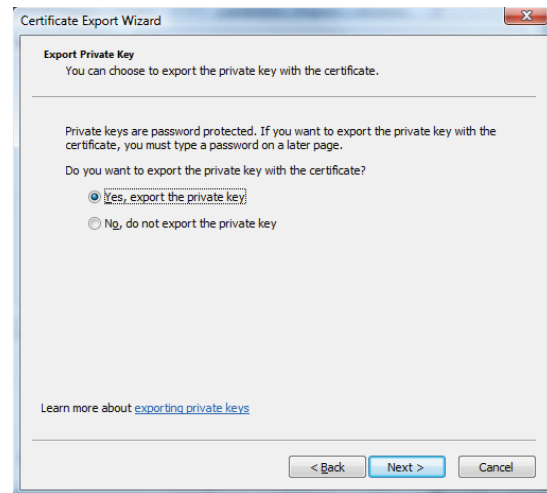 Certificate Export Wizard
Export Private Key
You can choose to export the private key with the certificate.
Private keys are password protected. If you want to export the private key with the
certificate, you must type a password on a later page.
Do you want to export the private key with the certificate?
Yes, export the private key
No, do not export the private key
Learn more about exporting private keys
< Back Next > Cancel